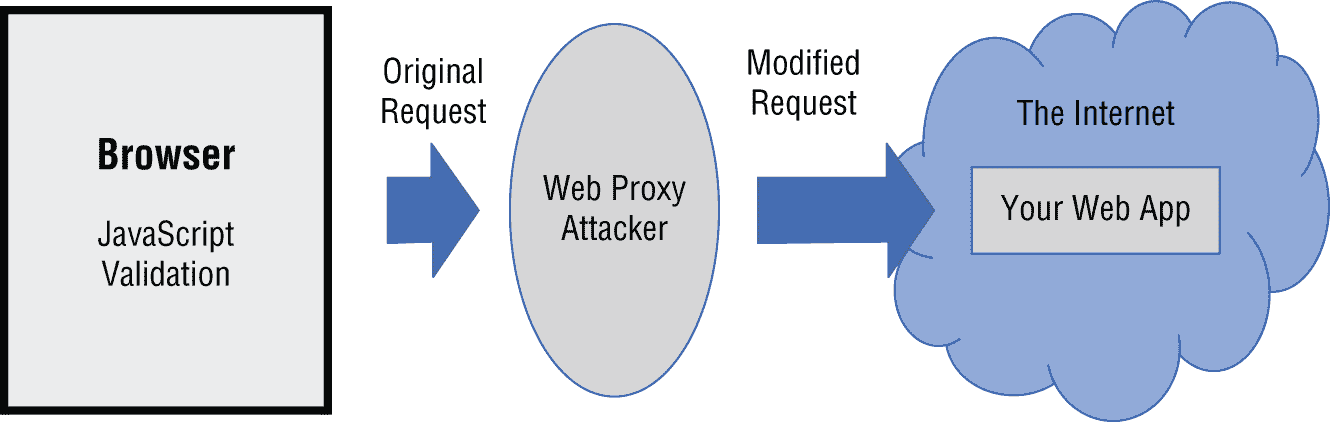 Browser
JavaScript
Validation
Original
Request
Web Proxy
Attacker
Modified
Request
The Internet
Your Web App